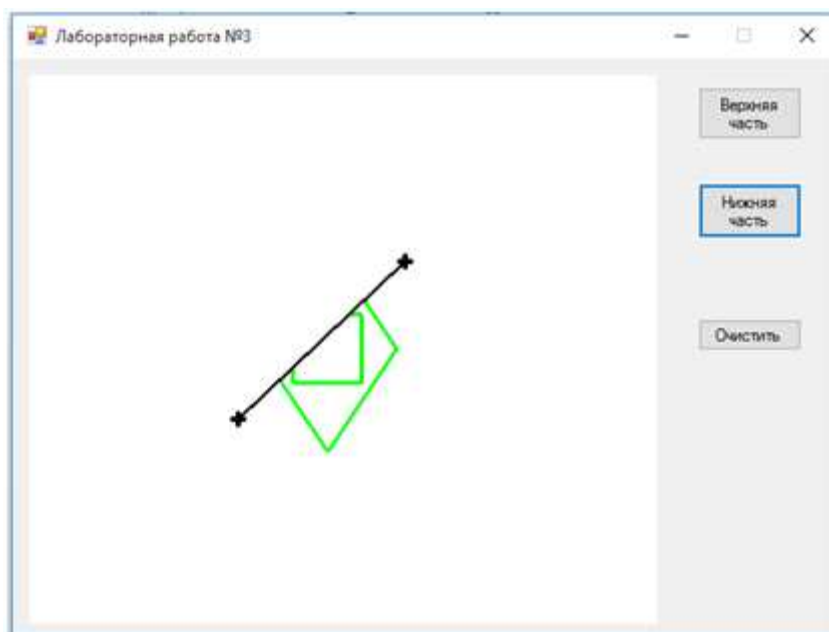 Лабораторная работа №3
Верхняя
часть
Нижняя
часть
Очистить